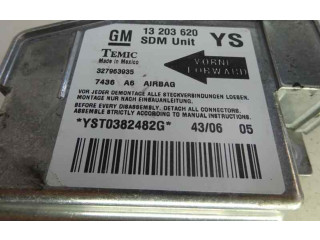 GM 13 203 620 YS
TEMIC SDM Unit
Made in Mexico
327963935
VORNE
FORWARD
7436 A6 AIRBAG
VOR JEDER DEMONTAGE ALLE STECKVERBINDUNGEN LOESEN.
MONTAGE NUR NACH EINBAUANLEITUNG.
BEFORE EVERY DISASSEMBLY, DETACH ALL CONNECTORS.
ASSEMBLE STRICTLY ACCORDING TO MANUAL INSTRUCTIONS.
*YST0382482G* 43/06 05